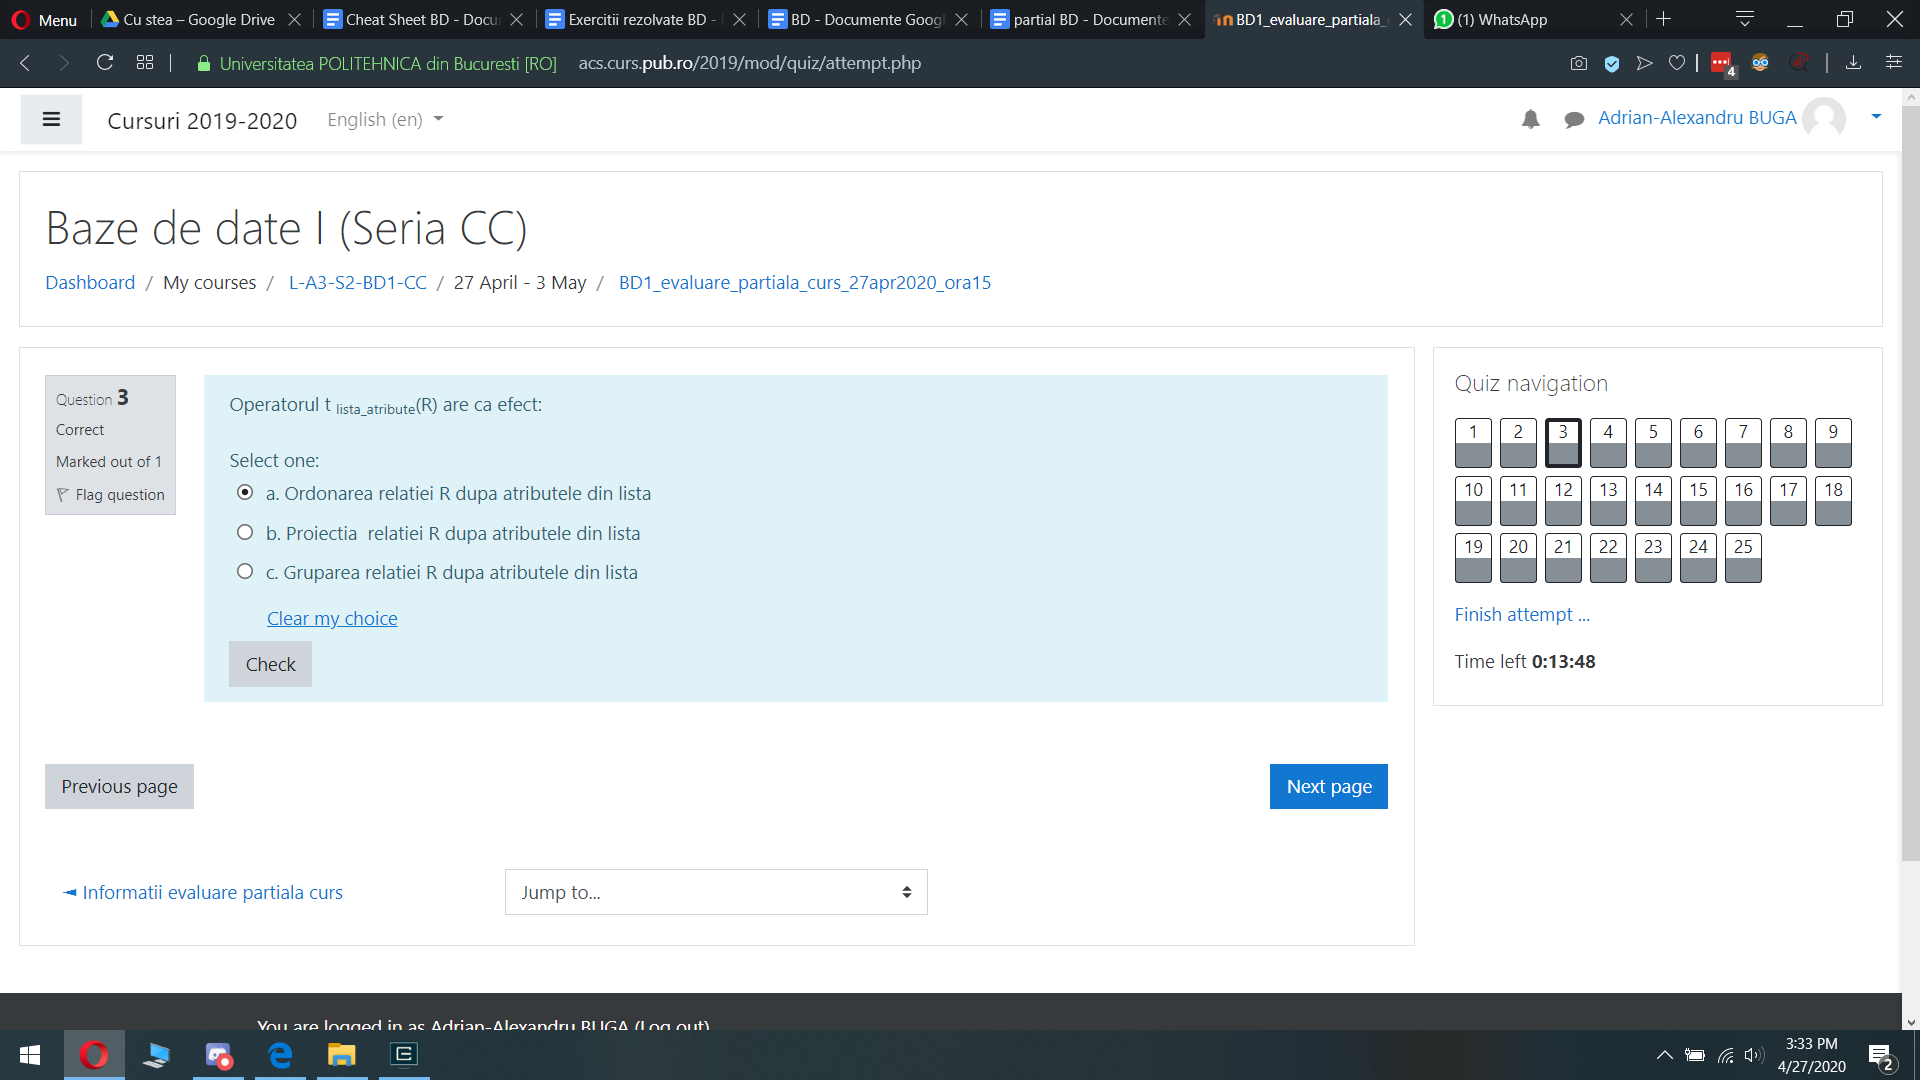 Menu
Cu stea – Google Drive
Cheat Sheet BD - Docu
Exercitii rezolvate BD -
BD - Documente Goog
partial BD - Documente
BD1_evaluare_partiala_
(1) WhatsApp
Universitatea POLITEHNICA din Bucuresti [RO] acs.curs.pub.ro/2019/mod/quiz/attempt.php
4
Cursuri 2019-2020
English (en)
Adrian-Alexandru BUGA
Baze de date I (Seria CC)
Dashboard / My courses / L-A3-S2-BD1-CC / 27 April - 3 May / BD1_evaluare_partiala_curs_27apr2020_ora15
Question 3
Correct
Marked out of 1
Flag question
Operatorul t lista_atribute(R) are ca efect:
Select one:
a. Ordonarea relatiei R dupa atributele din lista
b. Proiectia relatiei R dupa atributele din lista
c. Gruparea relatiei R dupa atributele din lista
Clear my choice
Check
Previous page
Next page
◄ Informatii evaluare partiala curs
Jump to...
Quiz navigation
1 2 3 4 5 6 7 8 9
10 11 12 13 14 15 16 17 18
19 20 21 22 23 24 25
Finish attempt ...
Time left 0:13:48
You are logged in as Adrian-Alexandru BUGA (Log out)
3:33 PM
4/27/2020
2